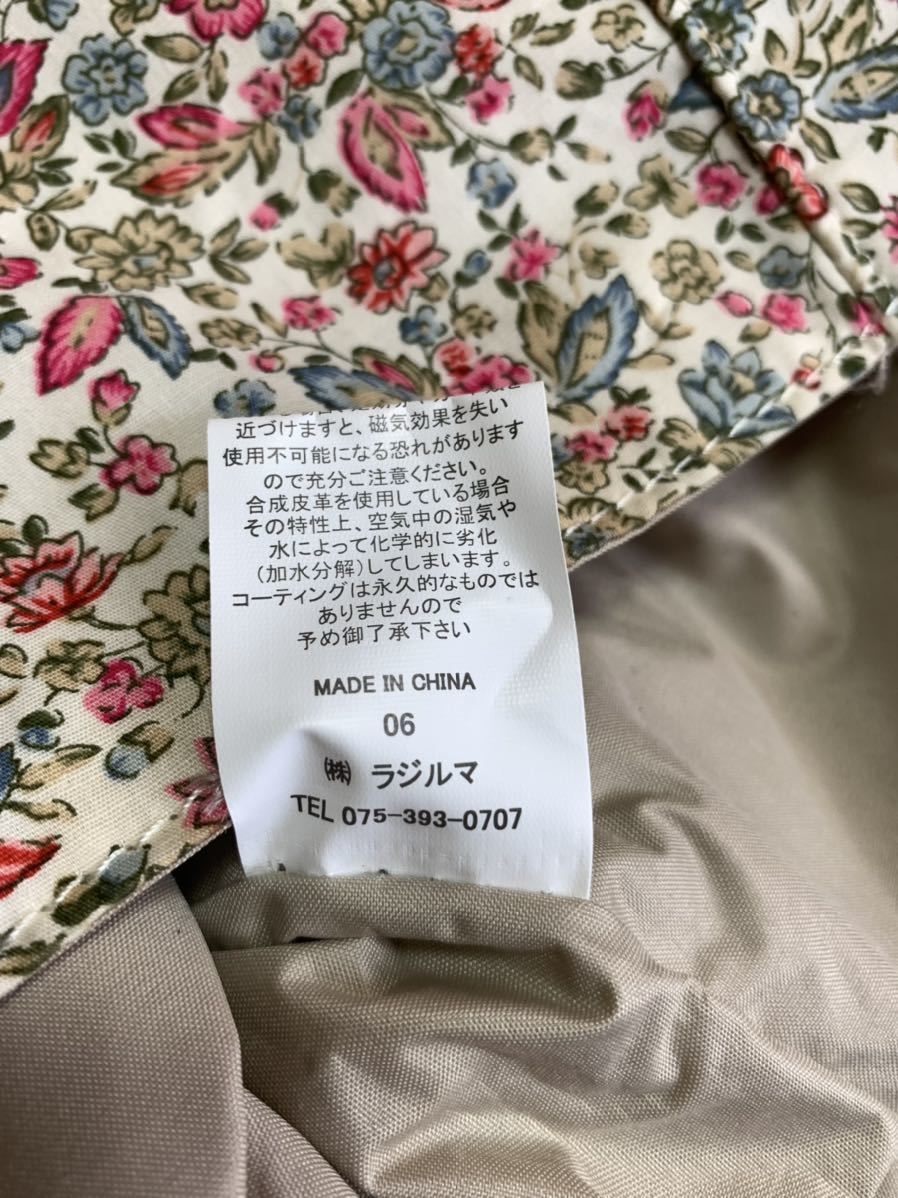 近づけますと、磁気効果を失い
使用不可能になる恐れがあります
ので充分ご注意ください。
合成皮革を使用している場合
その特性上、空気中の湿気や
水によって化学的に劣化
(加水分解)してしまいます。
コーティングは永久的なものでは
ありませんので
予め御了承下さい
MADE IN CHINA
06
㈱ ラジルマ
TEL 075-393-0707